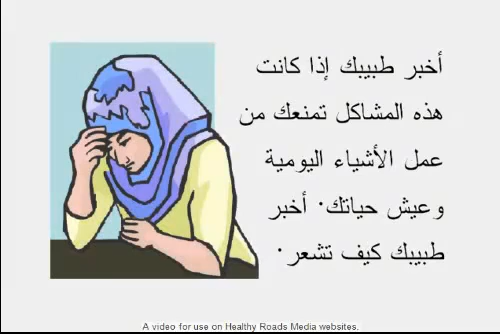 أخبر طبيبك إذا كانت
هذه المشاكل تمنعك من
عمل الأشياء اليومية
وعيش حياتك. أخبر
طبيبك كيف تشعر.
A video for use on Healthy Roads Media websites.